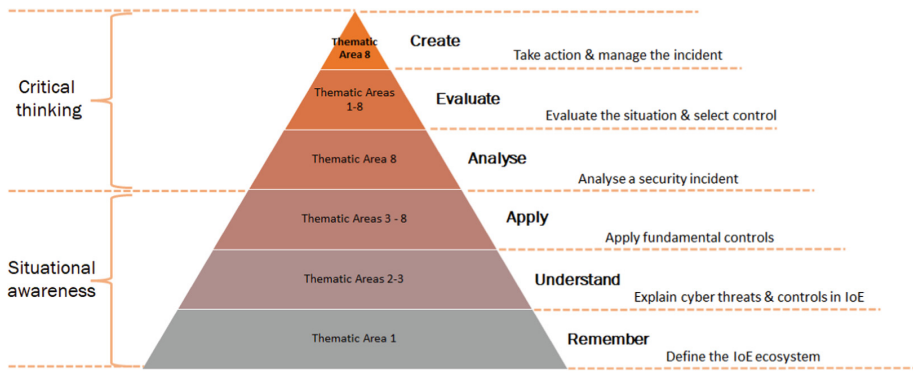 Thematic
Area 8
Create
Take action & manage the incident
Critical
thinking
Thematic Areas
1-8
Evaluate
Evaluate the situation & select control
Thematic Area 8
Analyse
Analyse a security incident
Thematic Areas 3 - 8
Apply
Apply fundamental controls
Situational
awareness
Thematic Areas 2-3
Understand
Explain cyber threats & controls in IoE
Thematic Area 1
Remember
Define the IoE ecosystem